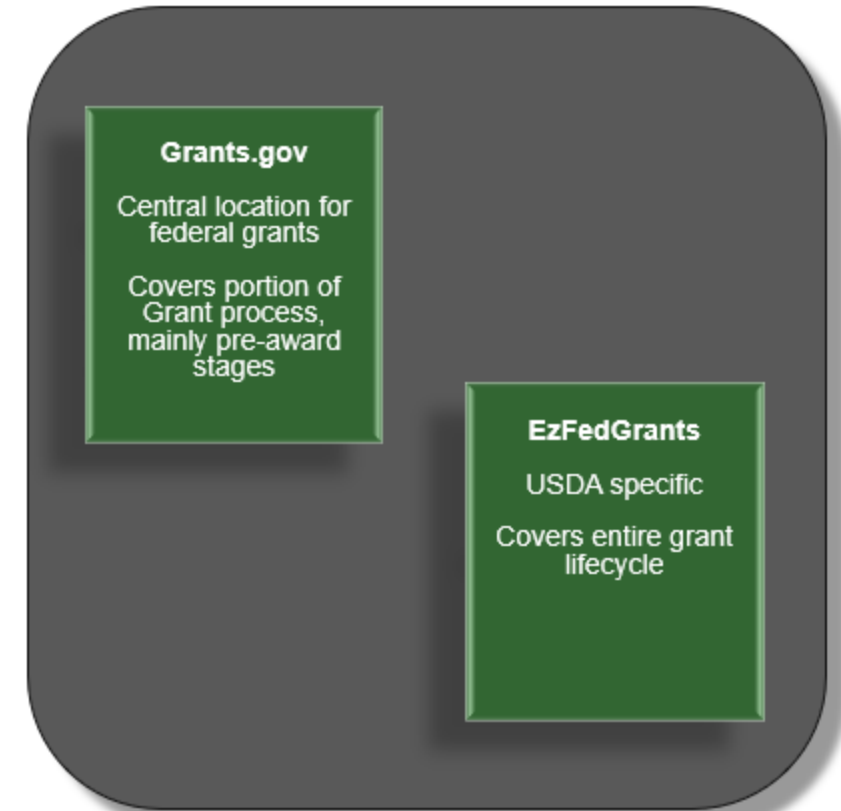 Grants.gov
Central location for
federal grants
Covers portion of
Grant process,
mainly pre-award
stages
EzFedGrants
USDA specific
Covers entire grant
lifecycle